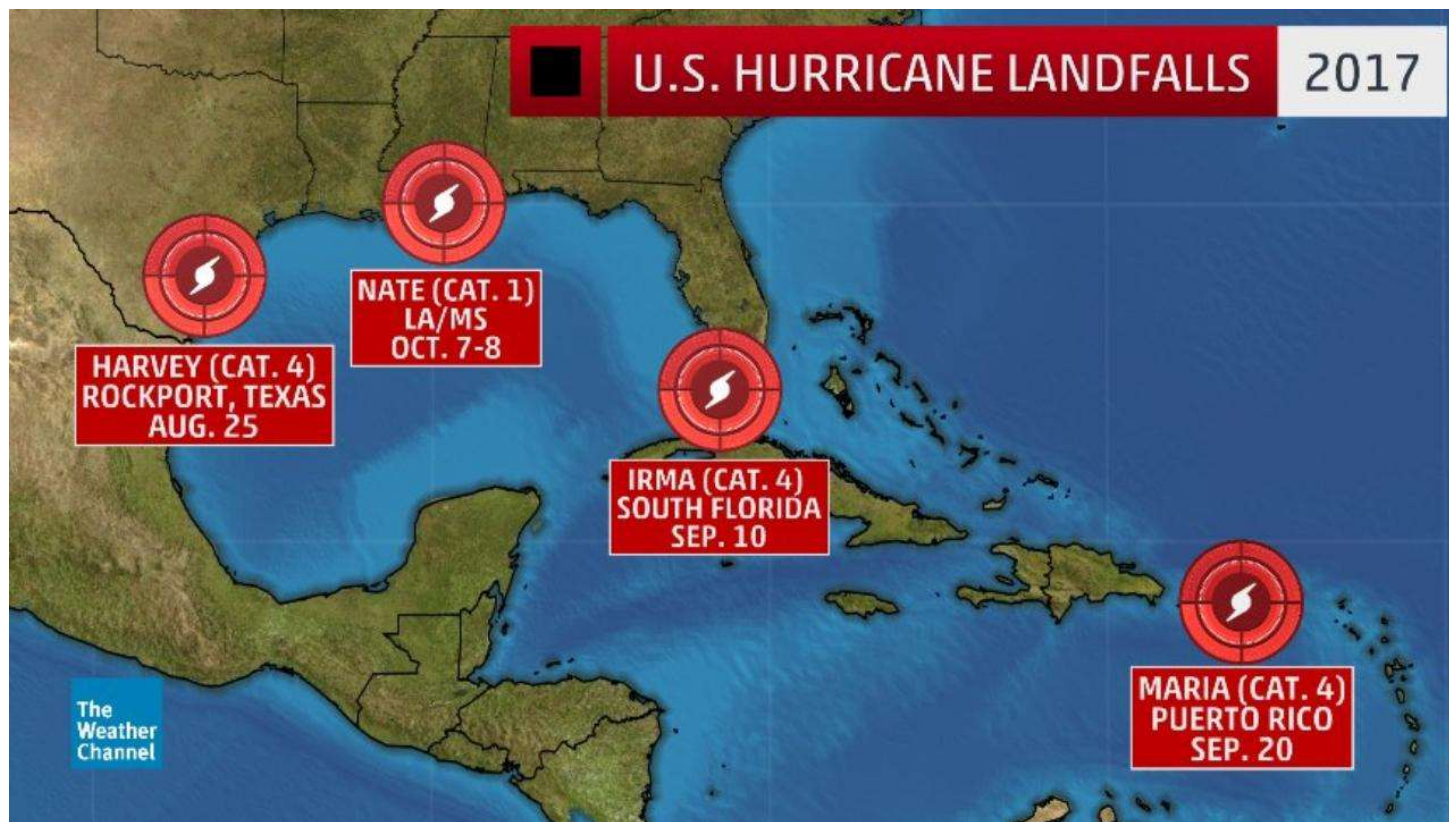 U.S. HURRICANE LANDFALLS 2017
NATE (CAT. 1)
LA/MS
OCT. 7-8
HARVEY (CAT. 4)
ROCKPORT, TEXAS
AUG. 25
IRMA (CAT. 4)
SOUTH FLORIDA
SEP. 10
MARIA (CAT. 4)
PUERTO RICO
SEP. 20
The
Weather
Channel